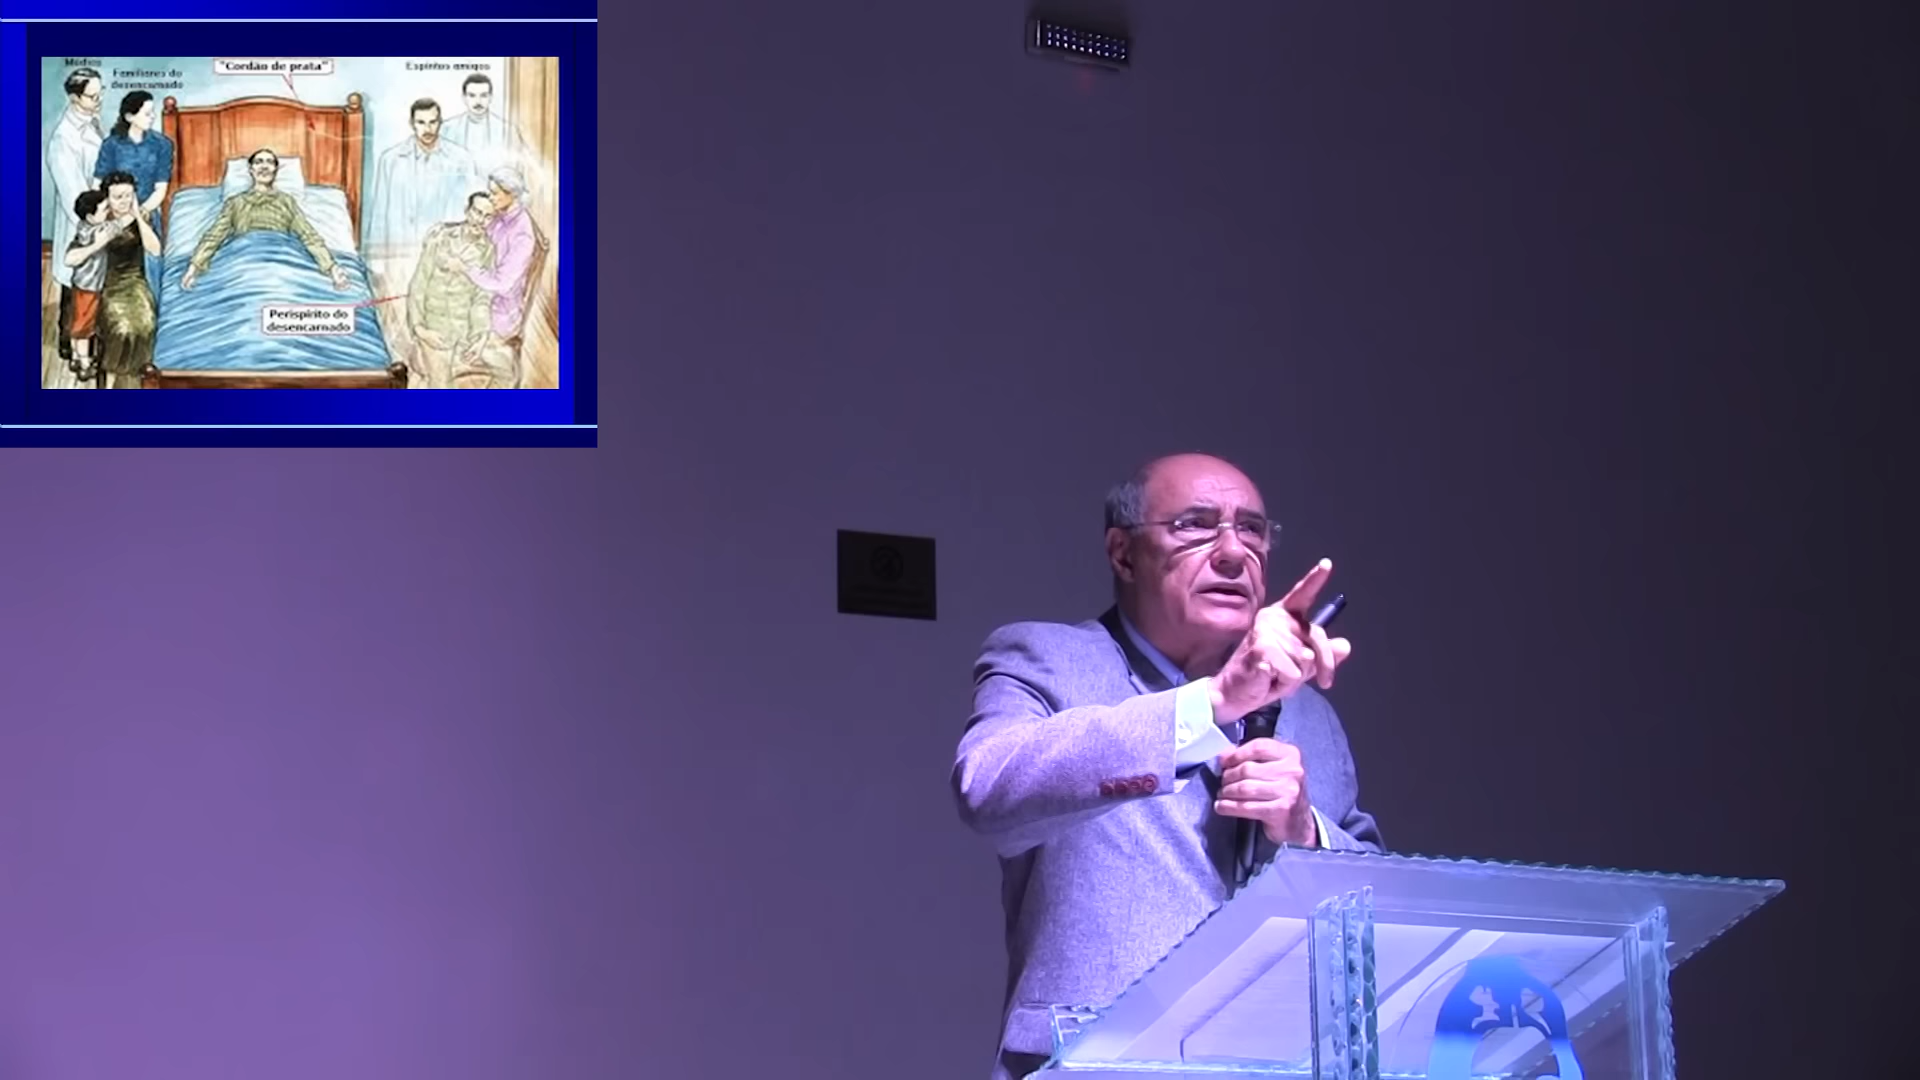 Médico
Familiares do
desencarnado
"Cordão de prata"
Espíritos amigos
Perispírito do
desencarnado